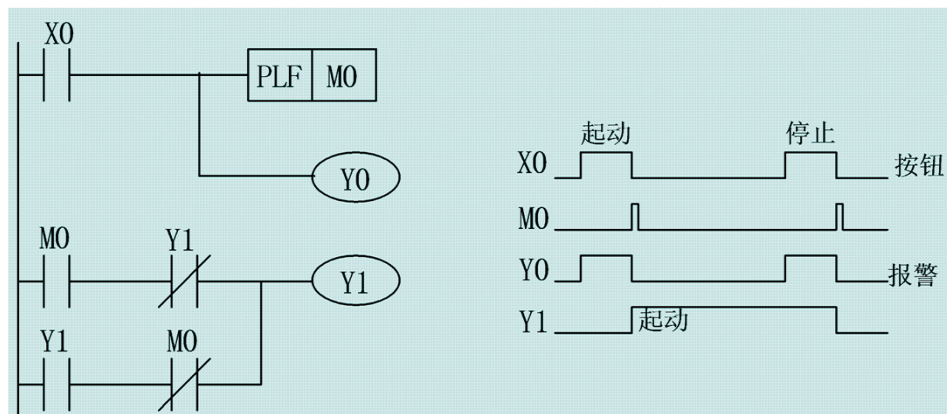 X0
PLF M0
Y0
M0 Y1
Y1
Y1 M0
起动 停止
X0 按钮
M0
Y0 报警
Y1 起动